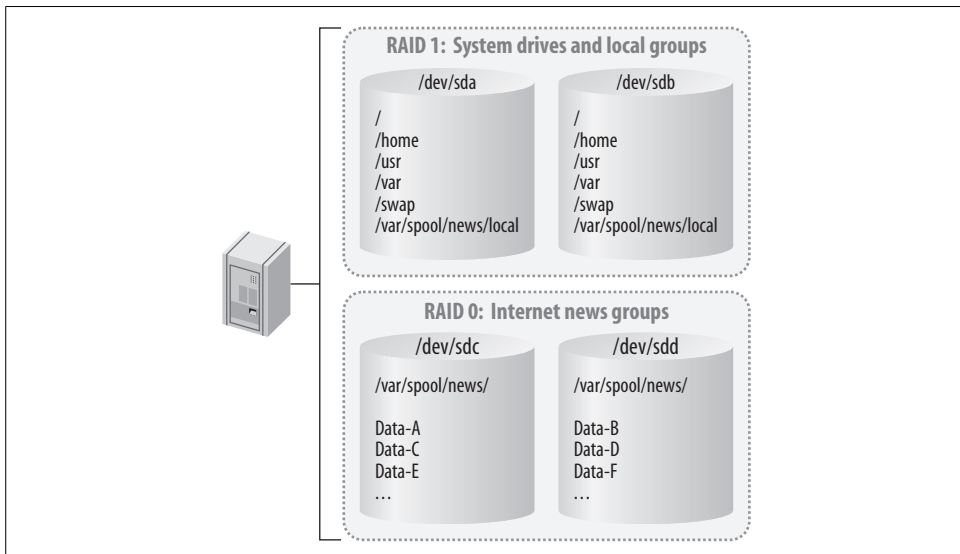 RAID 1: System drives and local groups
/dev/sda
/
/home
/usr
/var
/swap
/var/spool/news/local
/dev/sdb
/
/home
/usr
/var
/swap
/var/spool/news/local
RAID 0: Internet news groups
/dev/sdc
/var/spool/news/
Data-A
Data-C
Data-E
...
/dev/sdd
/var/spool/news/
Data-B
Data-D
Data-F
...